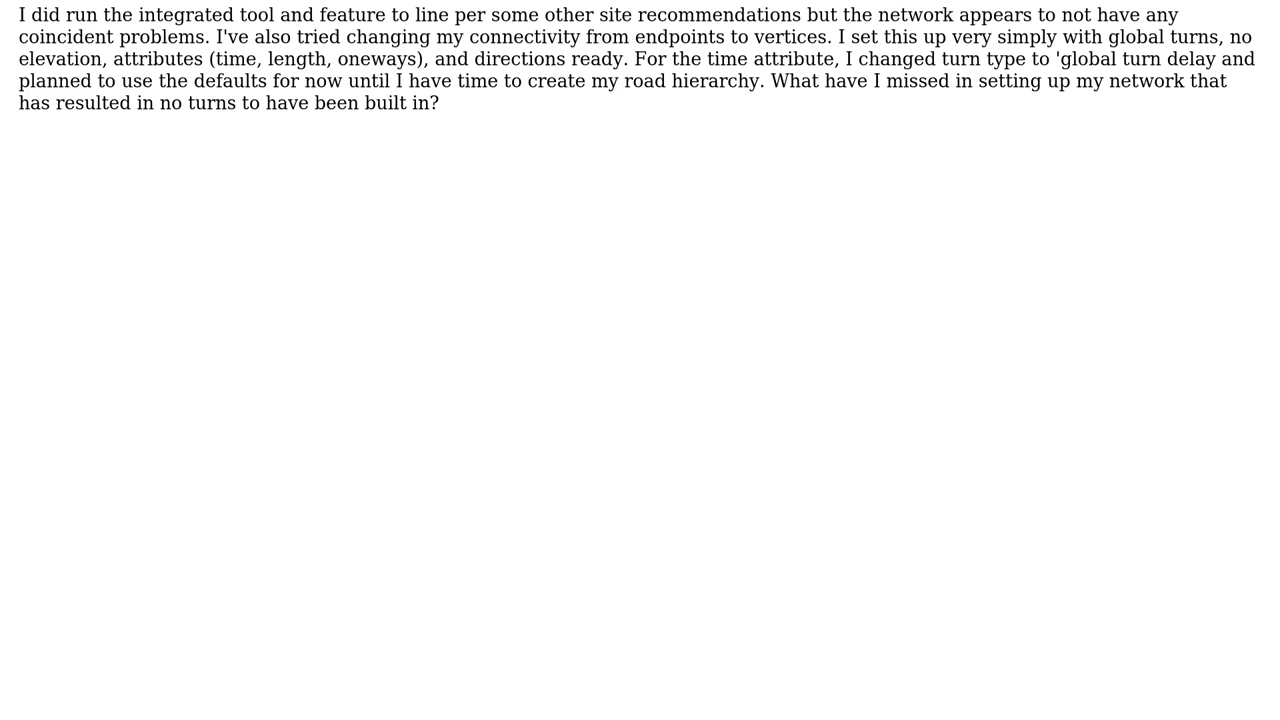 I did run the integrated tool and feature to line per some other site recommendations but the network appears to not have any
coincident problems. I've also tried changing my connectivity from endpoints to vertices. I set this up very simply with global turns, no
elevation, attributes (time, length, oneways), and directions ready. For the time attribute, I changed turn type to 'global turn delay and
planned to use the defaults for now until I have time to create my road hierarchy. What have I missed in setting up my network that
has resulted in no turns to have been built in?